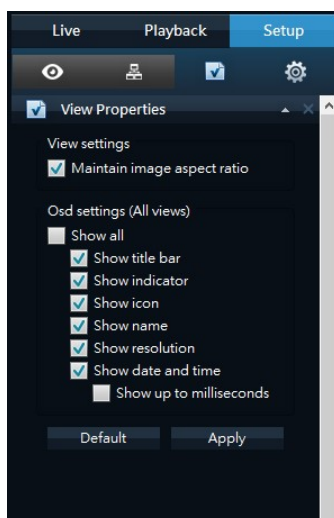 Live Playback Setup
View Properties
View settings
Maintain image aspect ratio
Osd settings (All views)
Show all
Show title bar
Show indicator
Show icon
Show name
Show resolution
Show date and time
Show up to milliseconds
Default Apply